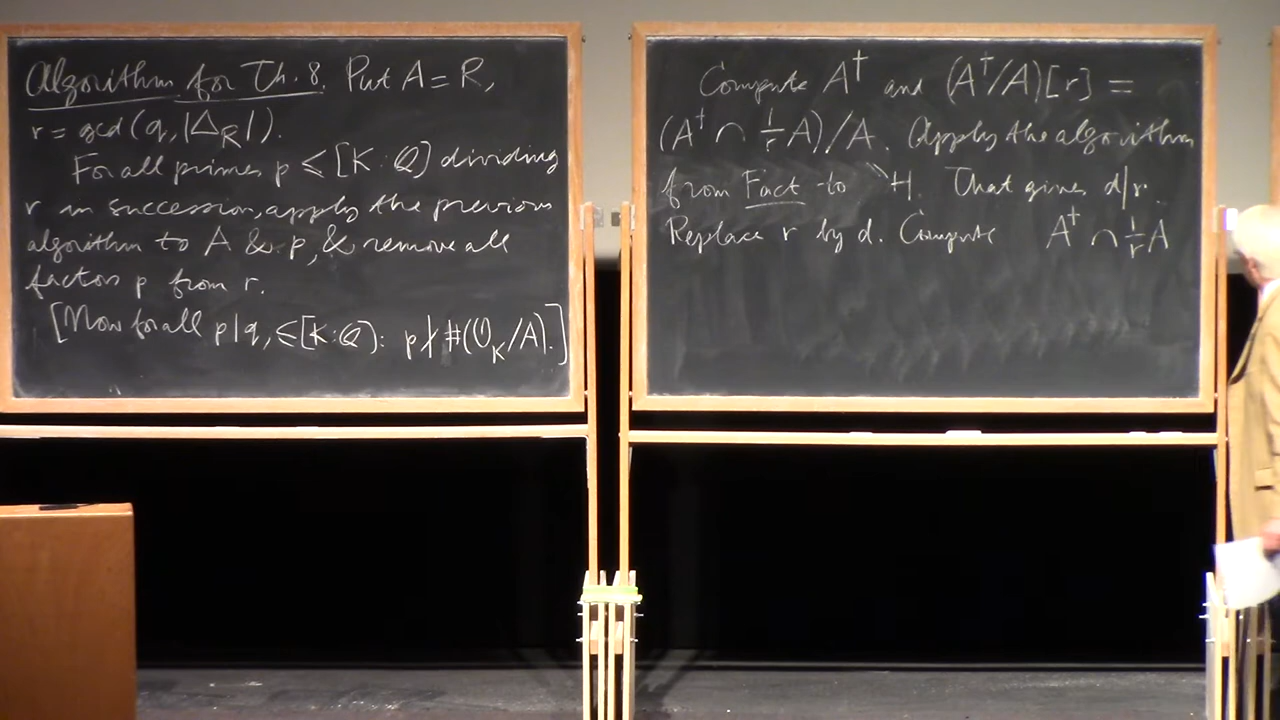 Algorithm for Th. 8. Put A = R,
r = gcd(q, |Δ_R|).
For all primes p ≤ [K : Q] dividing
r in succession, apply the previous
algorithm to A & p, & remove all
factors p from r.
[Now for all p|q, ≤ [K:Q]: p∤#(O_K/A).]
Compute A† and (A†/A)[r] =
(A† ∩ 1/r A)/A. Apply the algorithm
from Fact to H. That gives d|r.
Replace r by d. Compute A† ∩ 1/r A